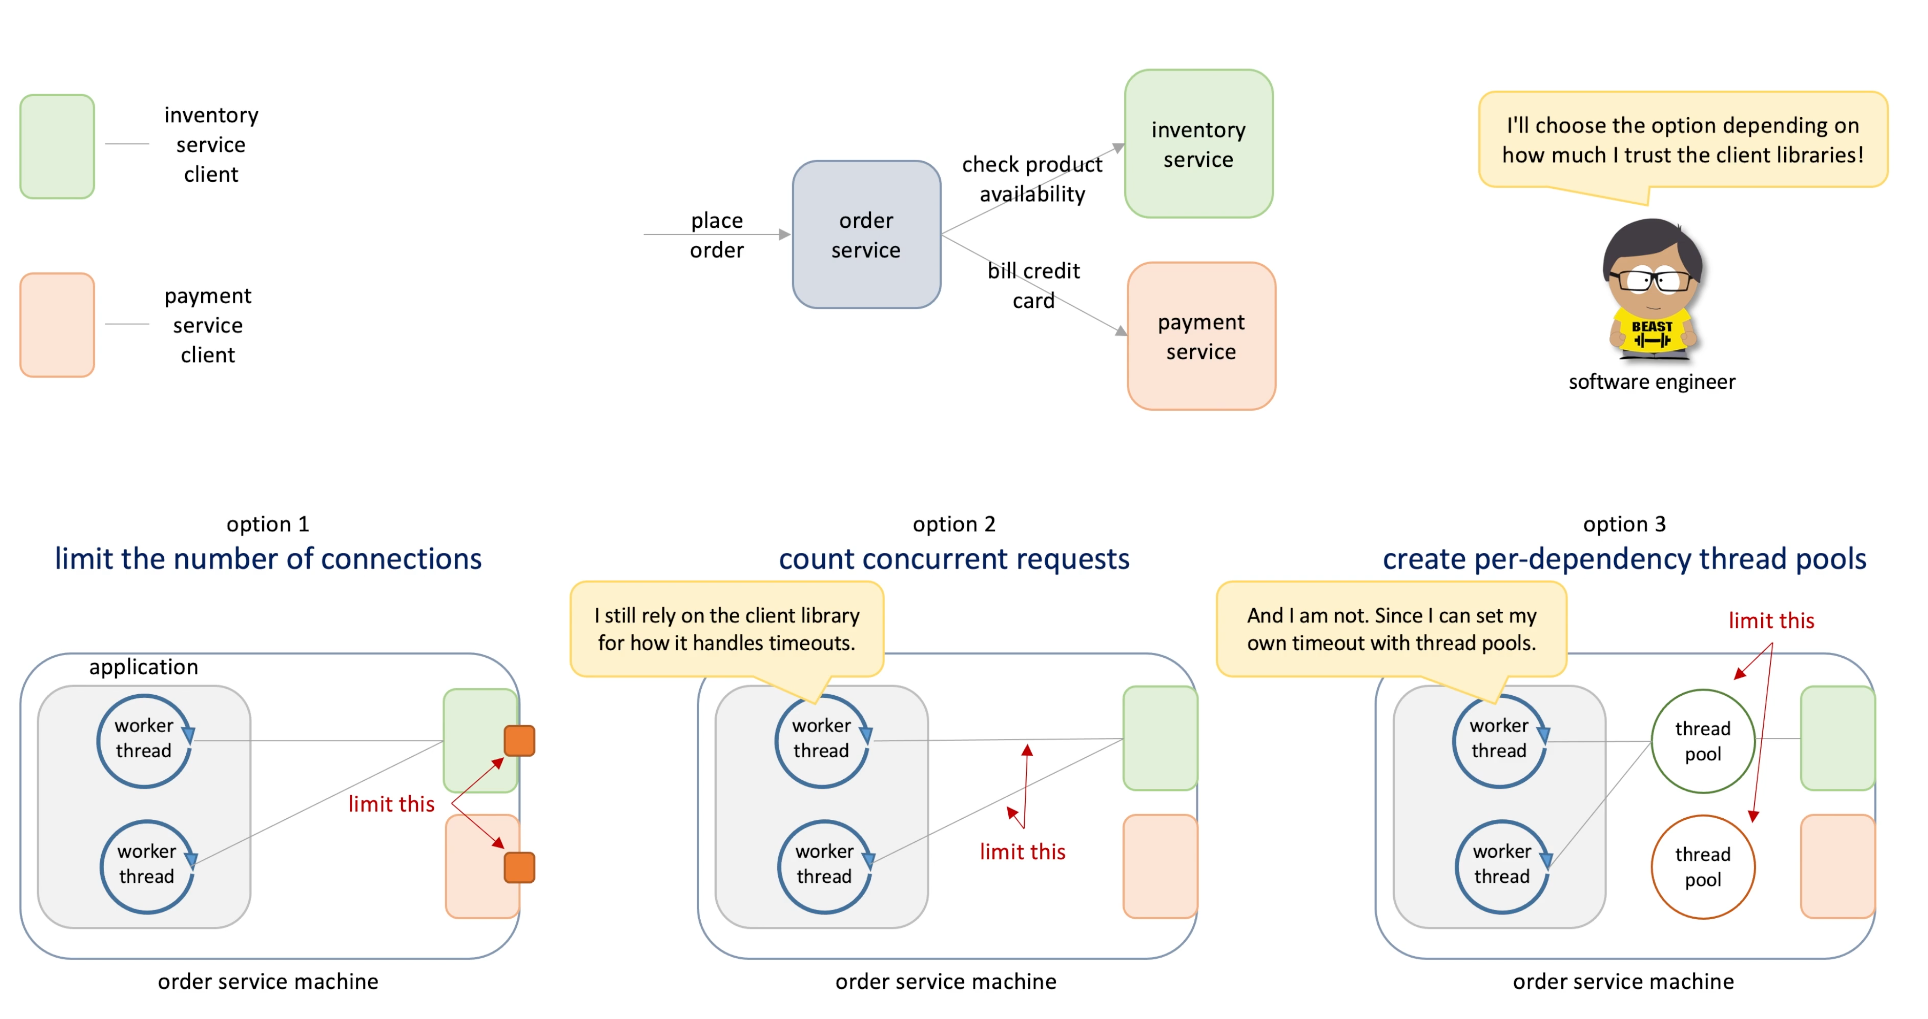 inventory
service
client
payment
service
client
place
order
order
service
check product
availability
bill credit
card
inventory
service
payment
service
I'll choose the option depending on
how much I trust the client libraries!
BEAST
software engineer
option 1
limit the number of connections
application
worker
thread
worker
thread
limit this
order service machine
option 2
count concurrent requests
I still rely on the client library
for how it handles timeouts.
worker
thread
worker
thread
limit this
order service machine
option 3
create per-dependency thread pools
And I am not. Since I can set my
own timeout with thread pools.
limit this
worker
thread
thread
pool
worker
thread
thread
pool
order service machine